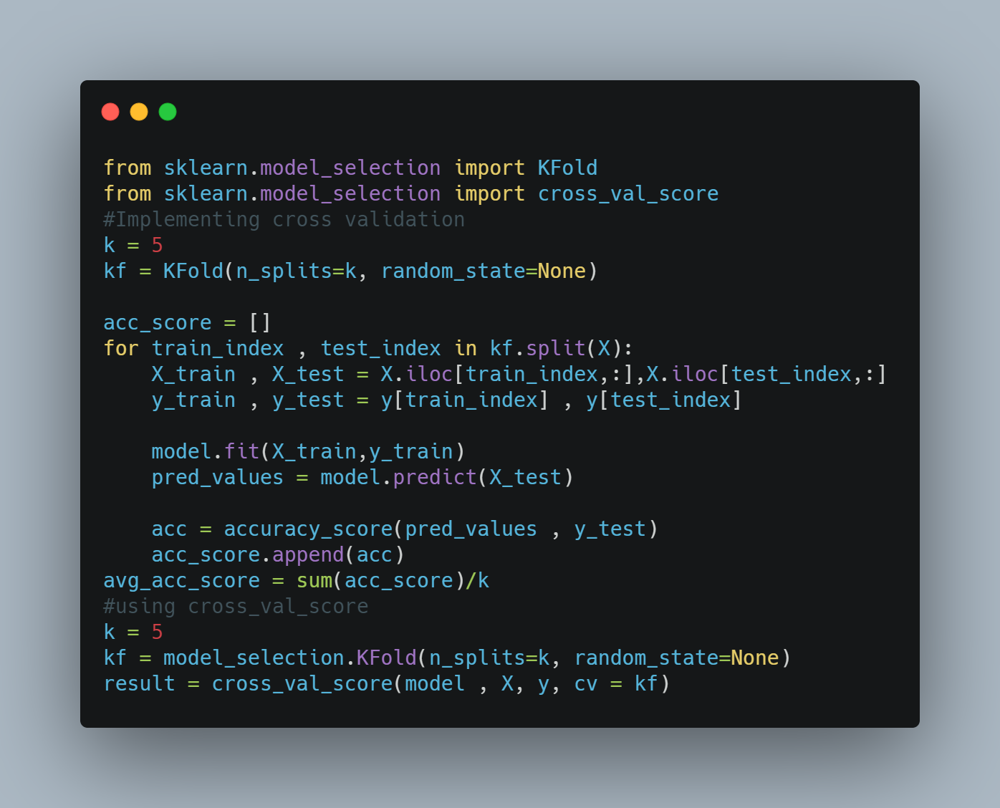 from sklearn.model_selection import KFold
from sklearn.model_selection import cross_val_score
#Implementing cross validation
k = 5
kf = KFold(n_splits=k, random_state=None)

acc_score = []
for train_index , test_index in kf.split(X):
    X_train , X_test = X.iloc[train_index,:],X.iloc[test_index,:]
    y_train , y_test = y[train_index] , y[test_index]

    model.fit(X_train,y_train)
    pred_values = model.predict(X_test)

    acc = accuracy_score(pred_values , y_test)
    acc_score.append(acc)
avg_acc_score = sum(acc_score)/k
#using cross_val_score
k = 5
kf = model_selection.KFold(n_splits=k, random_state=None)
result = cross_val_score(model , X, y, cv = kf)